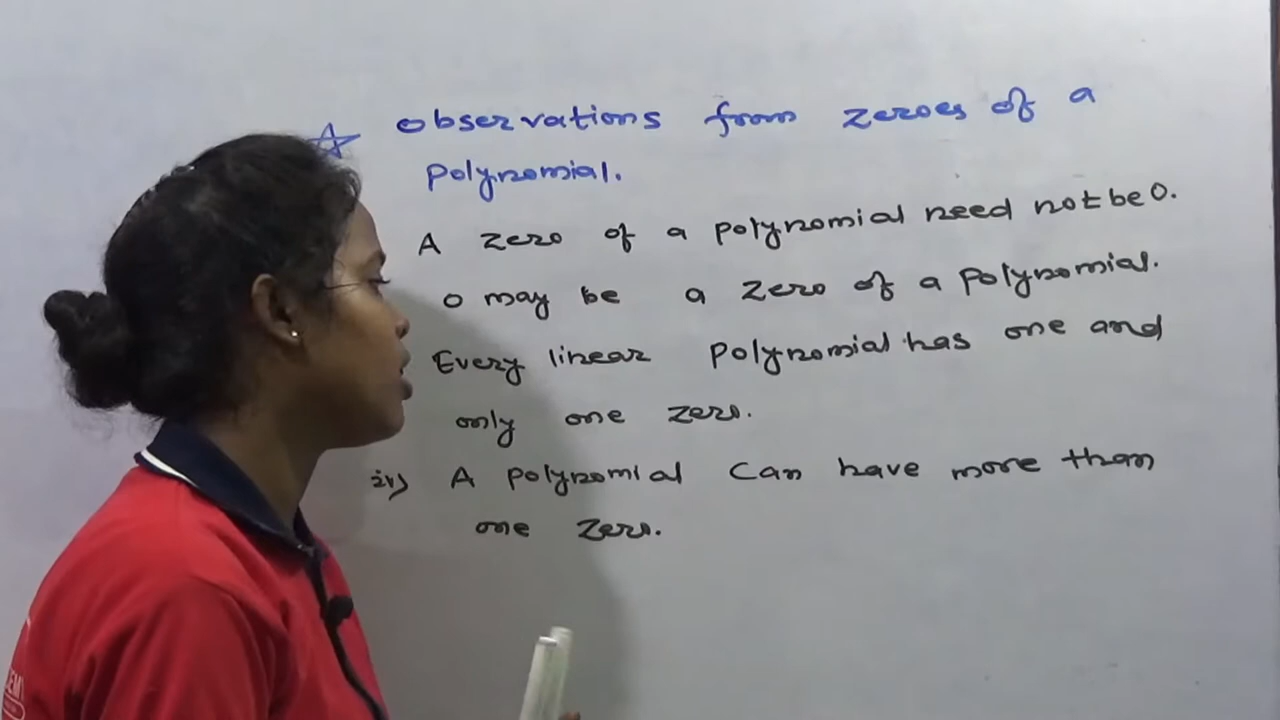 ☆ observations from zeroes of a
polynomial.
A zero of a polynomial need not be 0.
0 may be a zero of a polynomial.
Every linear polynomial has one and
only one zero.
iv) A polynomial can have more than
one zero.